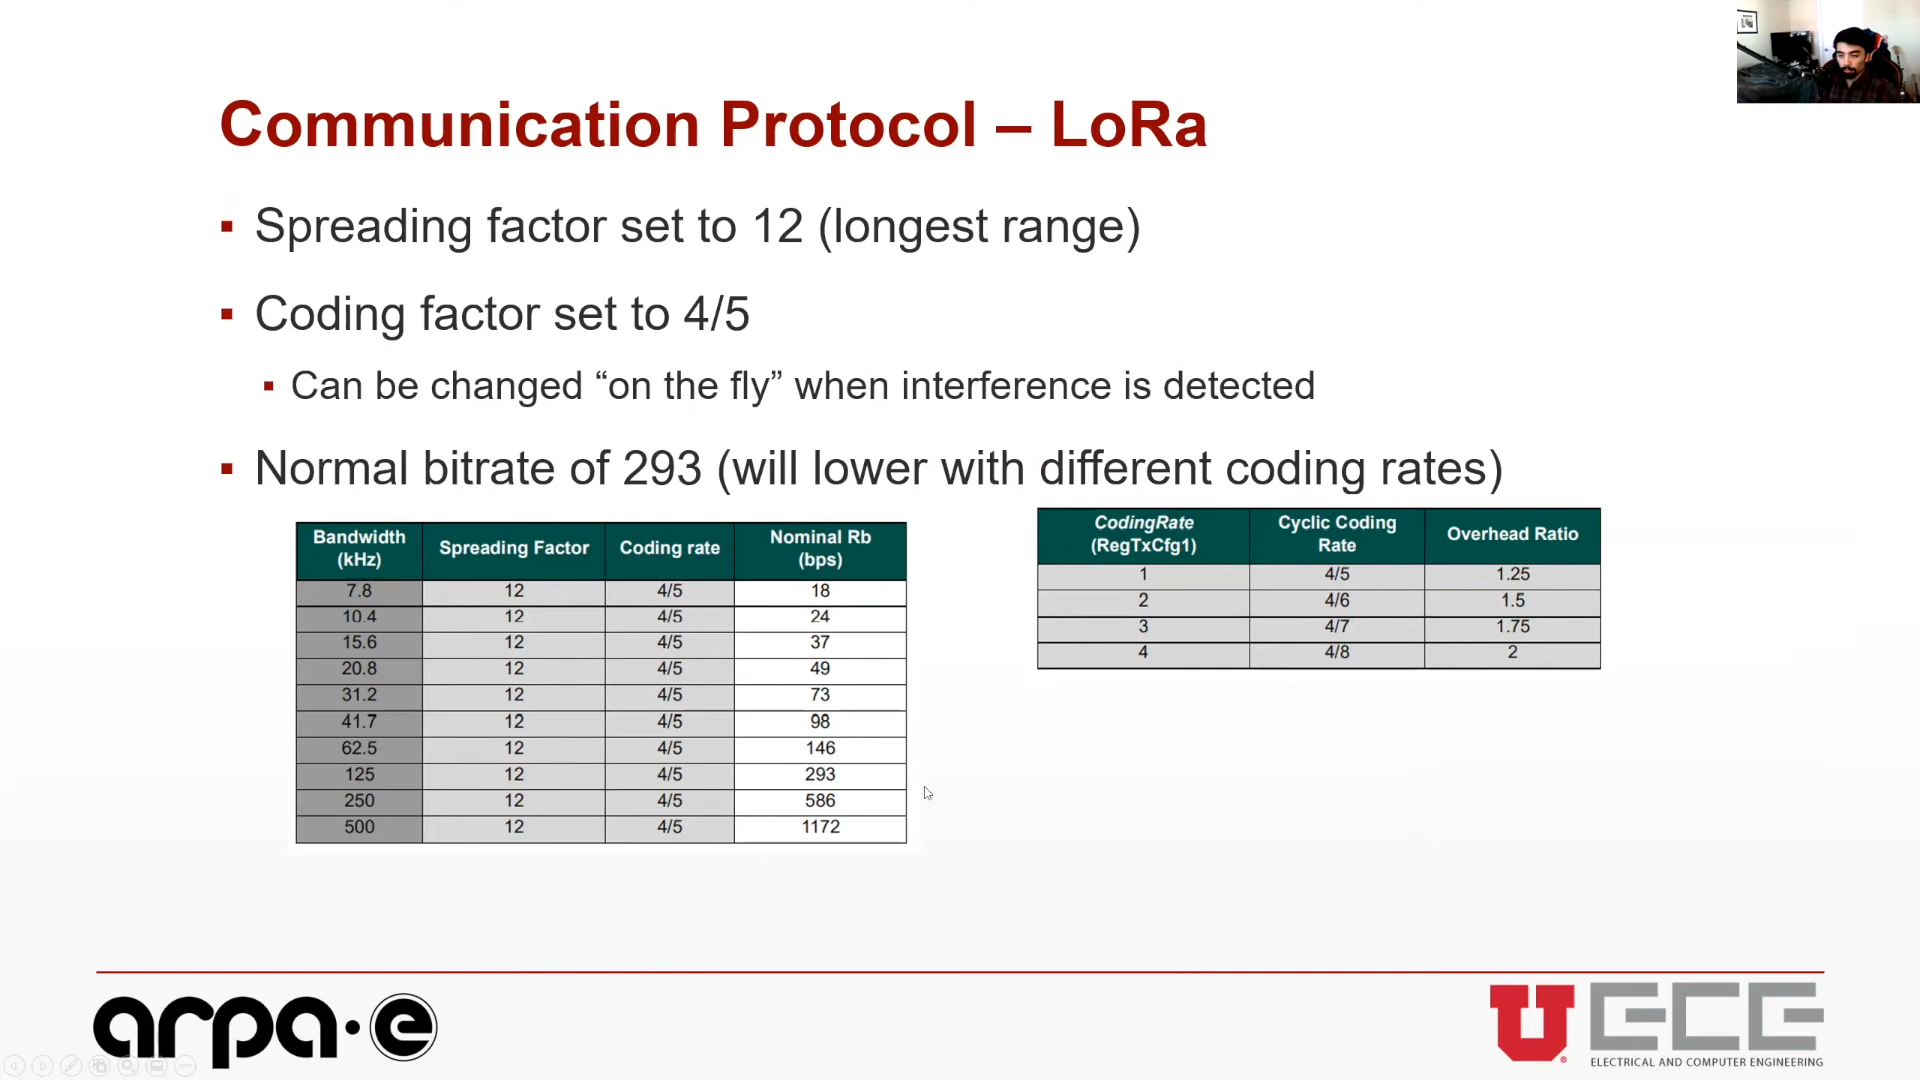 Communication Protocol – LoRa
▪ Spreading factor set to 12 (longest range)
▪ Coding factor set to 4/5
▪ Can be changed “on the fly” when interference is detected
▪ Normal bitrate of 293 (will lower with different coding rates)
Bandwidth (kHz) Spreading Factor Coding rate Nominal Rb (bps)
7.8 12 4/5 18
10.4 12 4/5 24
15.6 12 4/5 37
20.8 12 4/5 49
31.2 12 4/5 73
41.7 12 4/5 98
62.5 12 4/5 146
125 12 4/5 293
250 12 4/5 586
500 12 4/5 1172
CodingRate (RegTxCfg1) Cyclic Coding Rate Overhead Ratio
1 4/5 1.25
2 4/6 1.5
3 4/7 1.75
4 4/8 2
arpa·e
U ECE
ELECTRICAL AND COMPUTER ENGINEERING